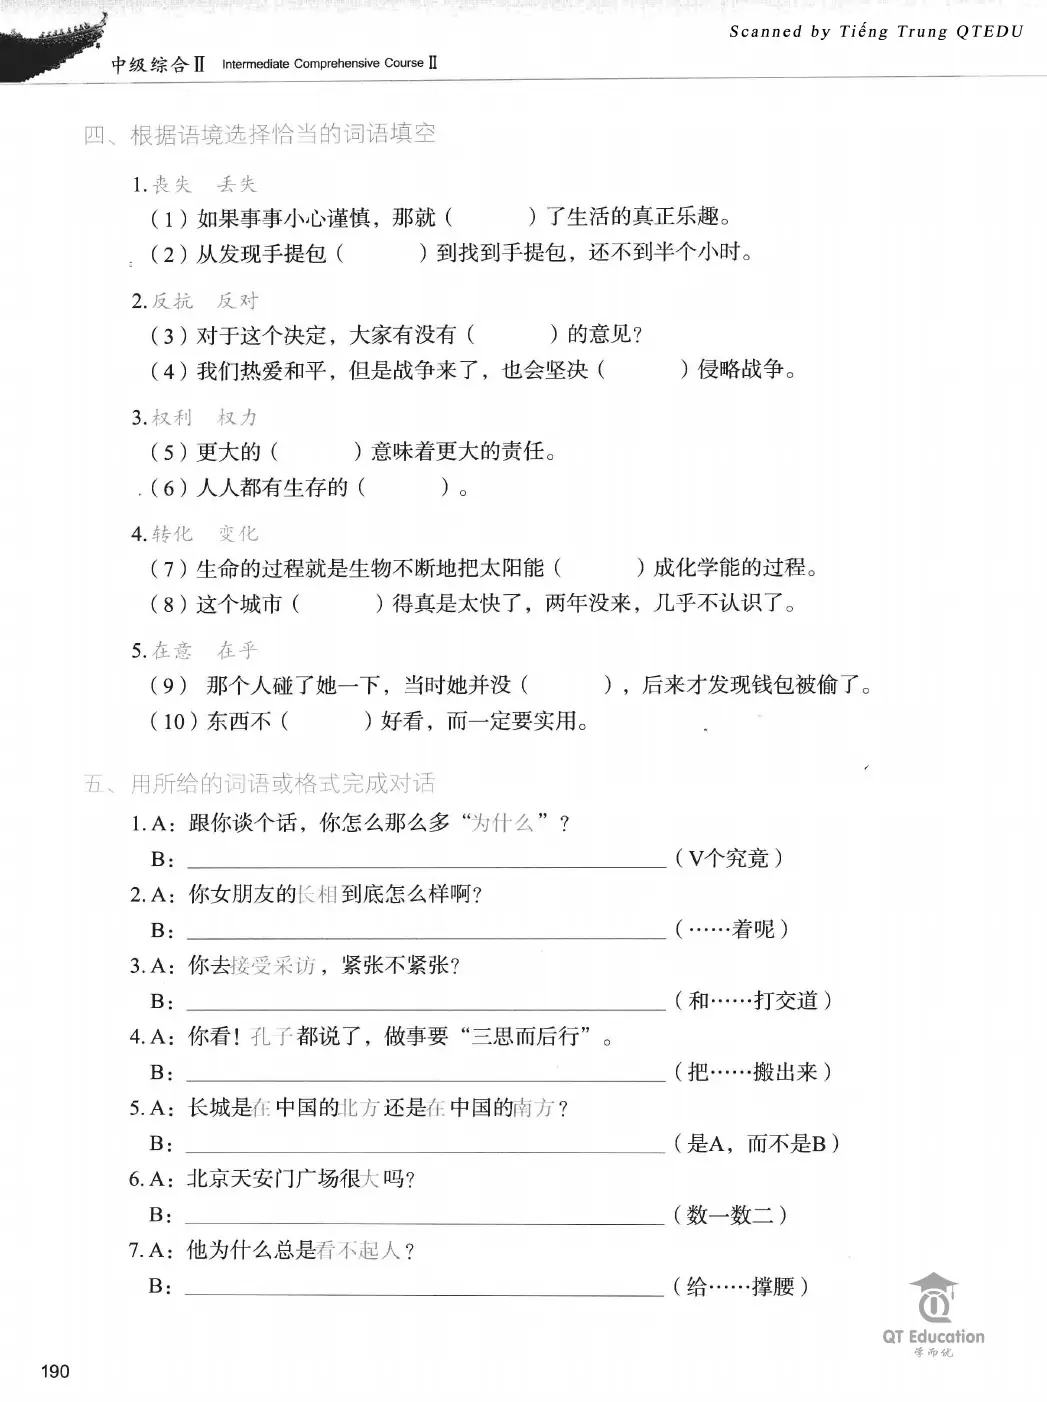 Scanned by Tiếng Trung QTEDU
中级综合Ⅱ Intermediate Comprehensive Course Ⅱ
四、根据语境选择恰当的词语填空
1.丧失 丢失
（1）如果事事小心谨慎，那就（ ）了生活的真正乐趣。
（2）从发现手提包（ ）到找到手提包，还不到半个小时。
2.反抗 反对
（3）对于这个决定，大家有没有（ ）的意见?
（4）我们热爱和平，但是战争来了，也会坚决（ ）侵略战争。
3.权利 权力
（5）更大的（ ）意味着更大的责任。
（6）人人都有生存的（ ）。
4.转化 变化
（7）生命的过程就是生物不断地把太阳能（ ）成化学能的过程。
（8）这个城市（ ）得真是太快了，两年没来，几乎不认识了。
5.在意 在乎
（9） 那个人碰了她一下，当时她并没（ ），后来才发现钱包被偷了。
（10）东西不（ ）好看，而一定要实用。
五、用所给的词语或格式完成对话
1. A：跟你谈个话，你怎么那么多“为什么”？
B：（V个究竟）
2. A：你女朋友的长相到底怎么样啊?
B：（……着呢）
3. A：你去接受采访，紧张不紧张?
B：（和……打交道）
4. A：你看！孔子都说了，做事要“三思而后行”。
B：（把……搬出来）
5. A：长城是在中国的北方还是在中国的南方？
B：（是A，而不是B）
6. A：北京天安门广场很大吗?
B：（数一数二）
7. A：他为什么总是看不起人？
B：（给……撑腰）
QT Education
学而优
190